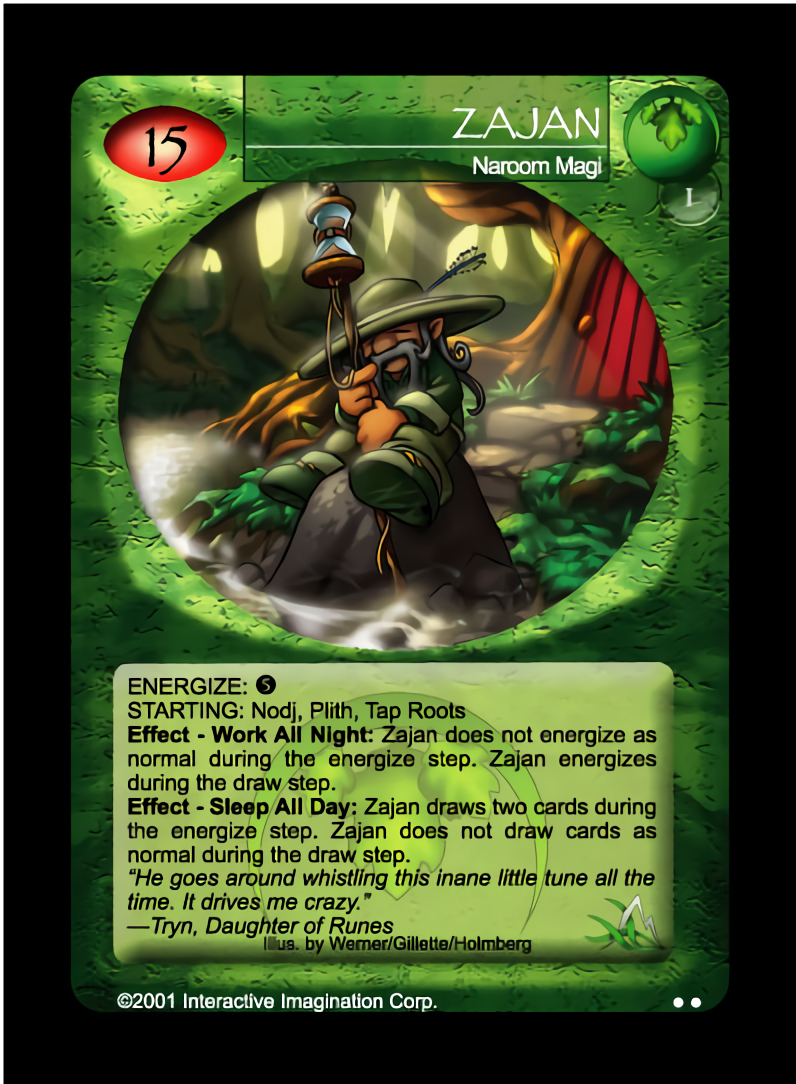 15
ZAJAN
Naroom Magi
L
ENERGIZE: 5
STARTING: Nodj, Plith, Tap Roots
Effect - Work All Night: Zajan does not energize as
normal during the energize step. Zajan energizes
during the draw step.
Effect - Sleep All Day: Zajan draws two cards during
the energize step. Zajan does not draw cards as
normal during the draw step.
“He goes around whistling this inane little tune all the
time. It drives me crazy.”
—Tryn, Daughter of Runes
Illus. by Werner/Gillette/Holmberg
©2001 Interactive Imagination Corp.